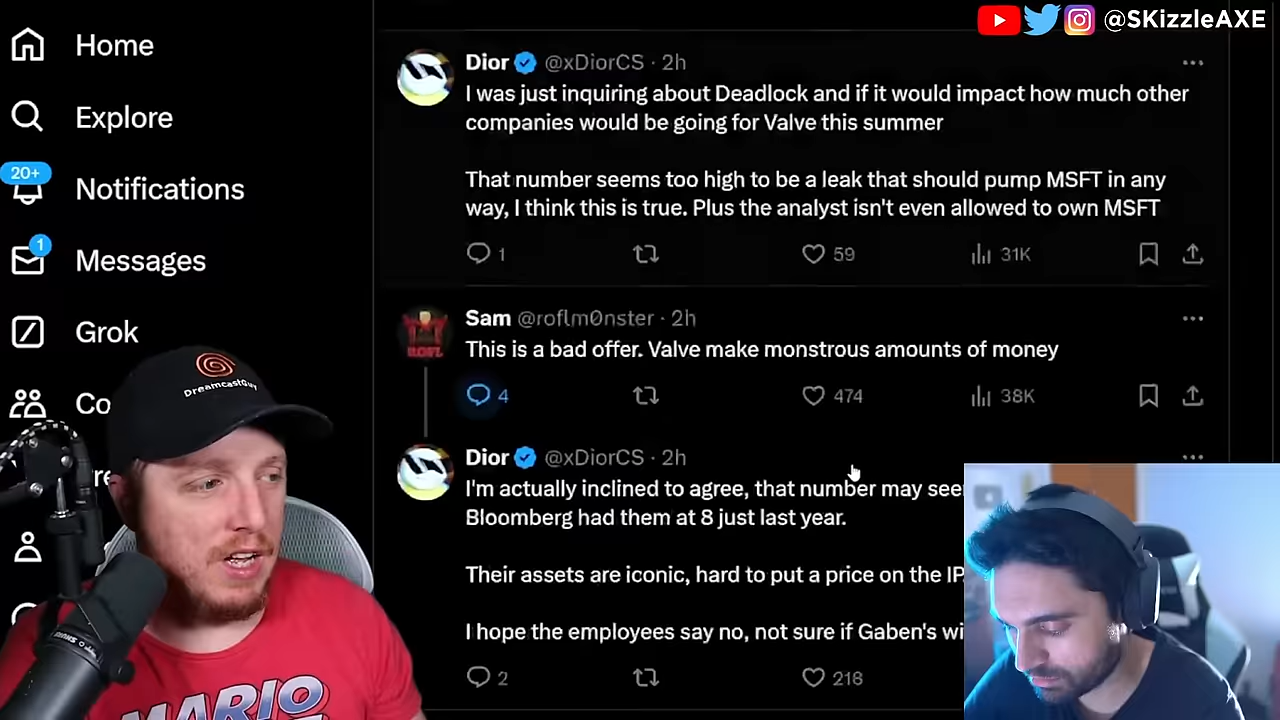 @SKizzleAXE
Home
Explore
20+
Notifications
1
Messages
Grok
Co
Dior @xDiorCS · 2h
I was just inquiring about Deadlock and if it would impact how much other
companies would be going for Valve this summer
That number seems too high to be a leak that should pump MSFT in any
way, I think this is true. Plus the analyst isn't even allowed to own MSFT
1 59 31K
Sam @roflm0nster · 2h
This is a bad offer. Valve make monstrous amounts of money
4 474 38K
Dior @xDiorCS · 2h
I'm actually inclined to agree, that number may see
Bloomberg had them at 8 just last year.
Their assets are iconic, hard to put a price on the IP
I hope the employees say no, not sure if Gaben's wi
2 218
DreamcastGuy
MARIO